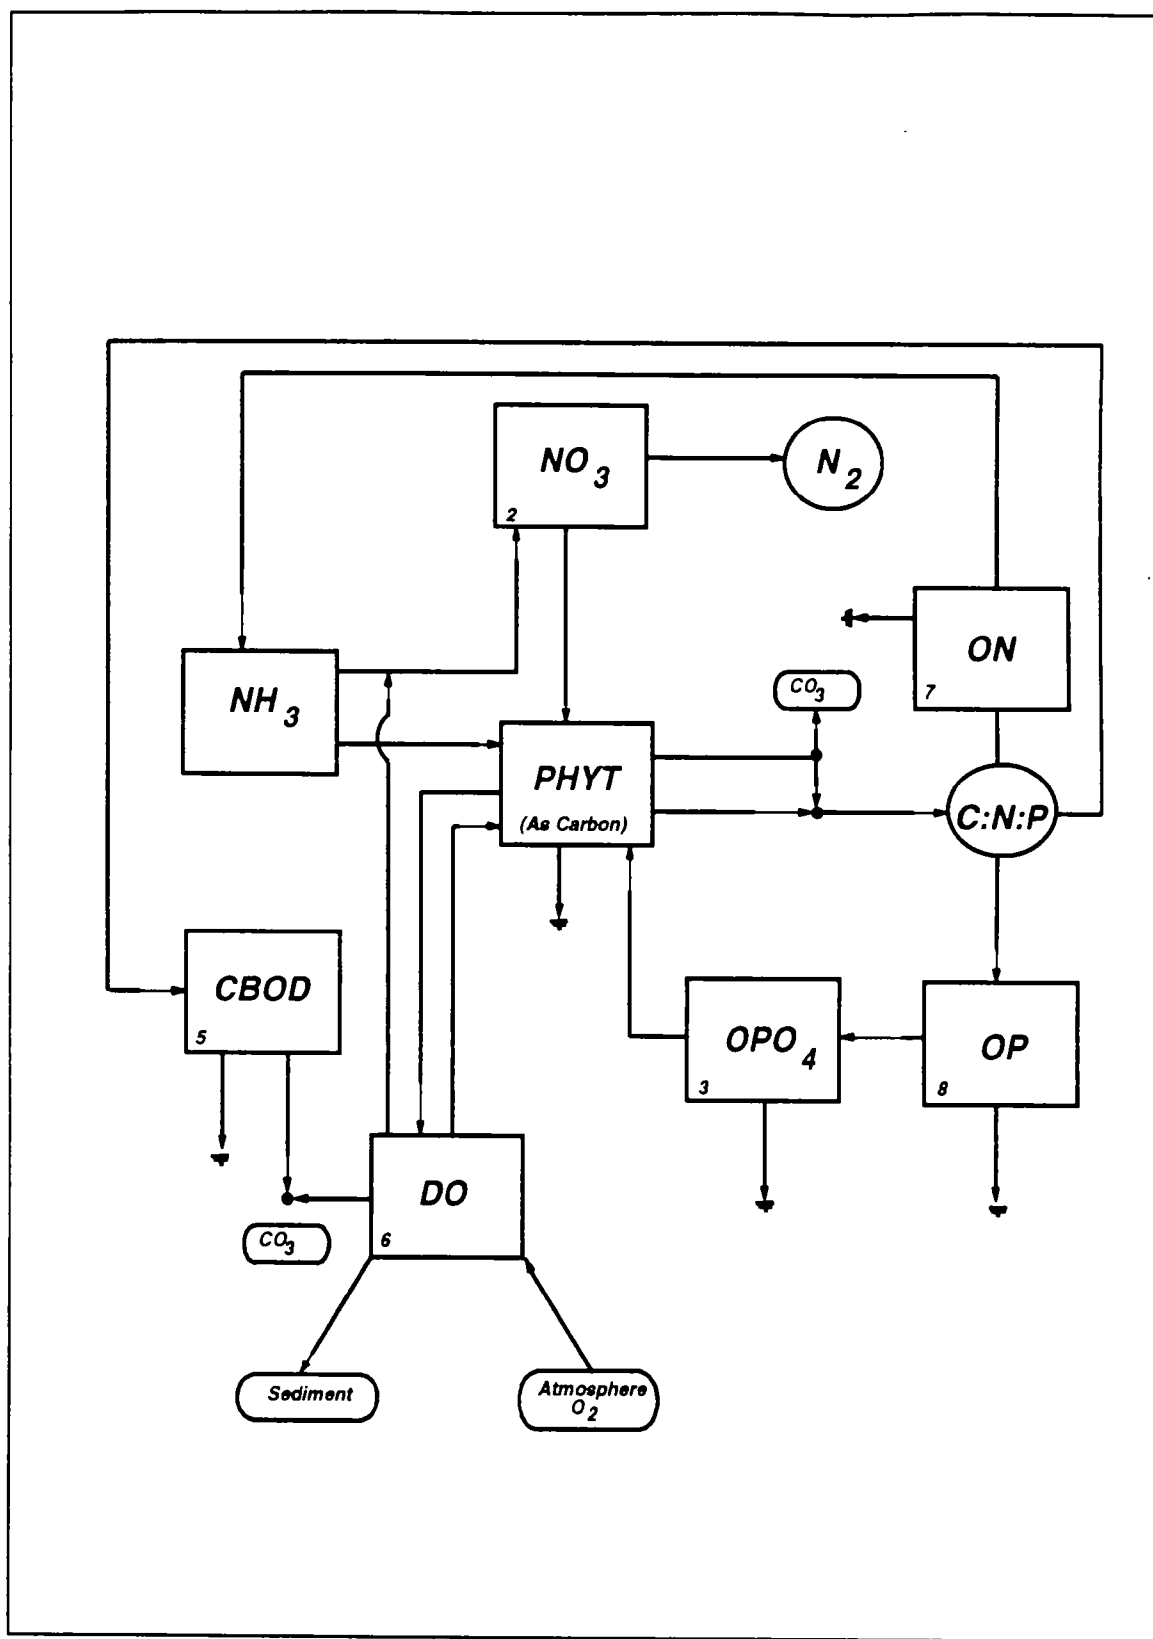 NO3
2
N2
ON
7
NH3
CO3
PHYT
(As Carbon)
C:N:P
CBOD
5
OPO4
3
OP
8
DO
6
CO3
Sediment
Atmosphere
O2